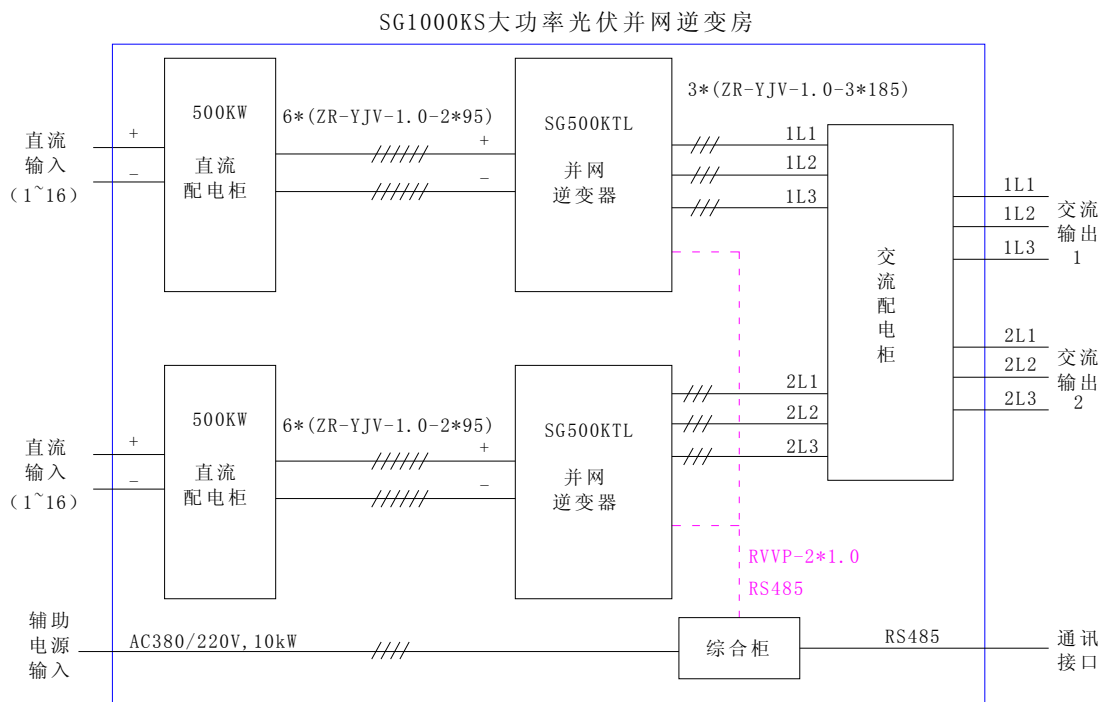 SG1000KS大功率光伏并网逆变房
直流
输入
(1~16)
+
−
500KW
直流
配电柜
6*(ZR-YJV-1.0-2*95)
+
−
SG500KTL
并网
逆变器
3*(ZR-YJV-1.0-3*185)
1L1
1L2
1L3
交
流
配
电
柜
1L1
1L2
1L3
交流
输出
1
2L1
2L2
2L3
交流
输出
2
直流
输入
(1~16)
+
−
500KW
直流
配电柜
6*(ZR-YJV-1.0-2*95)
+
−
SG500KTL
并网
逆变器
2L1
2L2
2L3
RVVP-2*1.0
RS485
辅助
电源
输入
AC380/220V,10kW
综合柜
RS485
通讯
接口